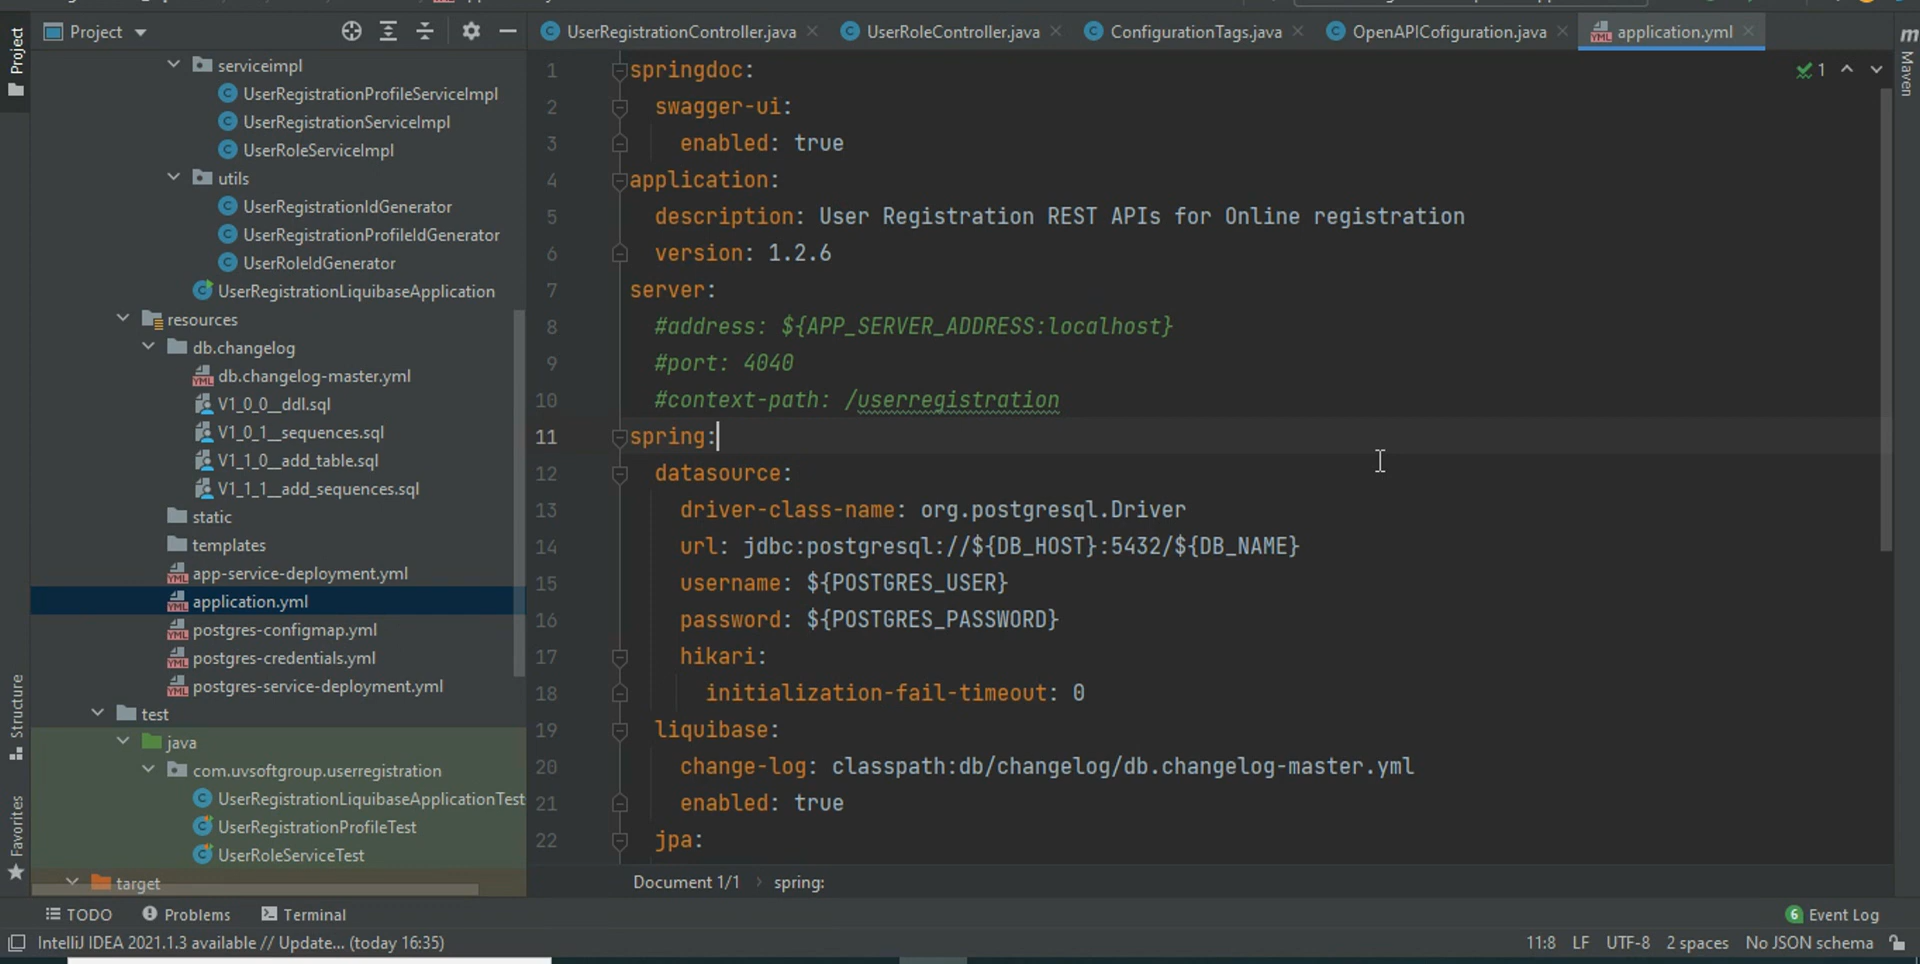 Project
UserRegistrationController.java
UserRoleController.java
ConfigurationTags.java
OpenAPICofiguration.java
application.yml
Project
Structure
Favorites
serviceimpl
UserRegistrationProfileServiceImpl
UserRegistrationServiceImpl
UserRoleServiceImpl
utils
UserRegistrationIdGenerator
UserRegistrationProfileIdGenerator
UserRoleIdGenerator
UserRegistrationLiquibaseApplication
resources
db.changelog
db.changelog-master.yml
V1_0_0__ddl.sql
V1_0_1__sequences.sql
V1_1_0__add_table.sql
V1_1_1__add_sequences.sql
static
templates
app-service-deployment.yml
application.yml
postgres-configmap.yml
postgres-credentials.yml
postgres-service-deployment.yml
test
java
com.uvsoftgroup.userregistration
UserRegistrationLiquibaseApplicationTest
UserRegistrationProfileTest
UserRoleServiceTest
target
1 springdoc:
2 swagger-ui:
3 enabled: true
4 application:
5 description: User Registration REST APIs for Online registration
6 version: 1.2.6
7 server:
8 #address: ${APP_SERVER_ADDRESS:localhost}
9 #port: 4040
10 #context-path: /userregistration
11 spring:
12 datasource:
13 driver-class-name: org.postgresql.Driver
14 url: jdbc:postgresql://${DB_HOST}:5432/${DB_NAME}
15 username: ${POSTGRES_USER}
16 password: ${POSTGRES_PASSWORD}
17 hikari:
18 initialization-fail-timeout: 0
19 liquibase:
20 change-log: classpath:db/changelog/db.changelog-master.yml
21 enabled: true
22 jpa:
1
m Maven
Document 1/1 › spring:
TODO Problems Terminal
6 Event Log
IntelliJ IDEA 2021.1.3 available // Update... (today 16:35)
11:8 LF UTF-8 2 spaces No JSON schema